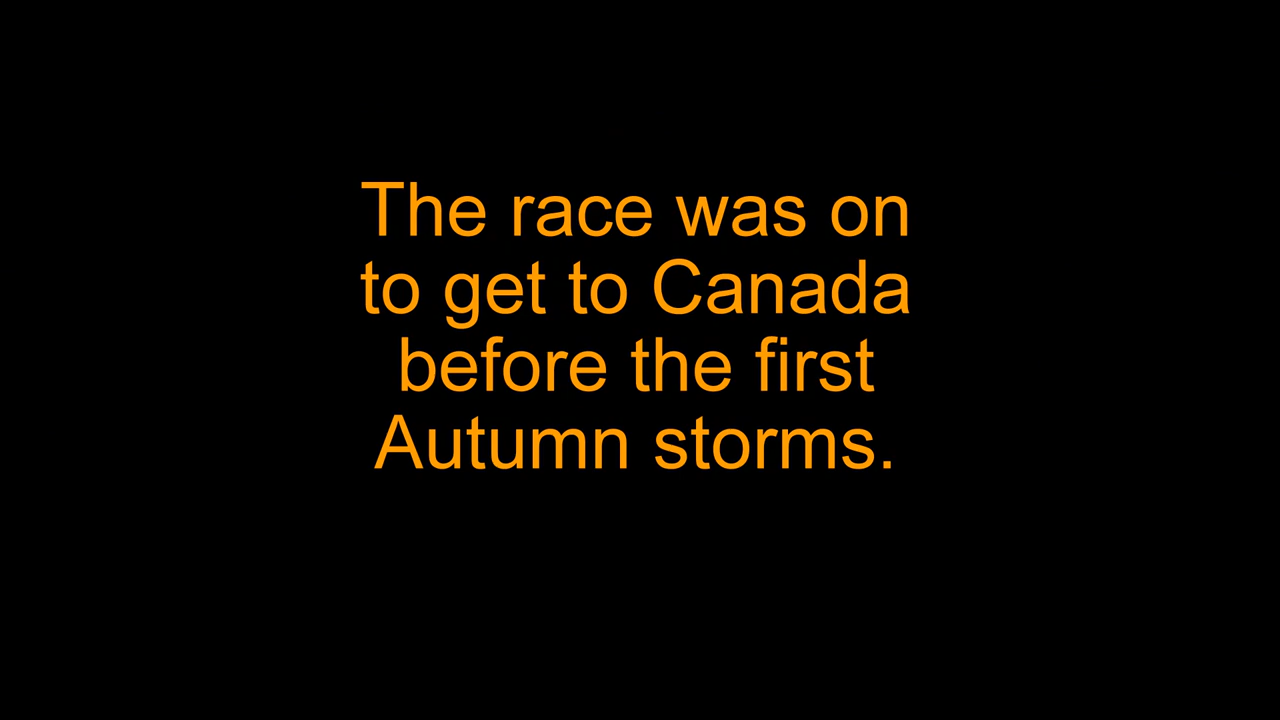 The race was on
to get to Canada
before the first
Autumn storms.